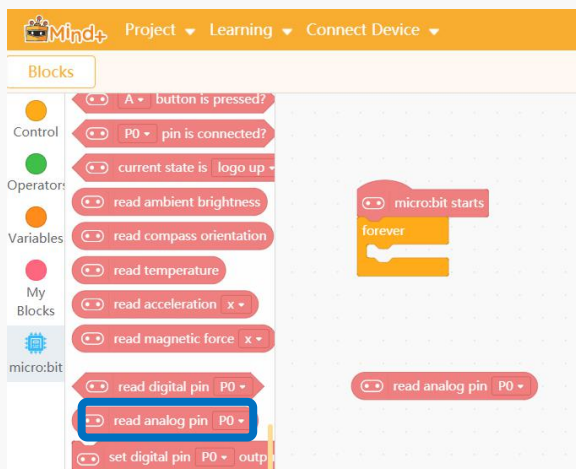 Mind+ Project Learning Connect Device
Blocks
Control
Operators
Variables
My
Blocks
micro:bit
A button is pressed?
P0 pin is connected?
current state is logo up
read ambient brightness
read compass orientation
read temperature
read acceleration x
read magnetic force x
read digital pin P0
read analog pin P0
set digital pin P0 outp
micro:bit starts
forever
read analog pin P0